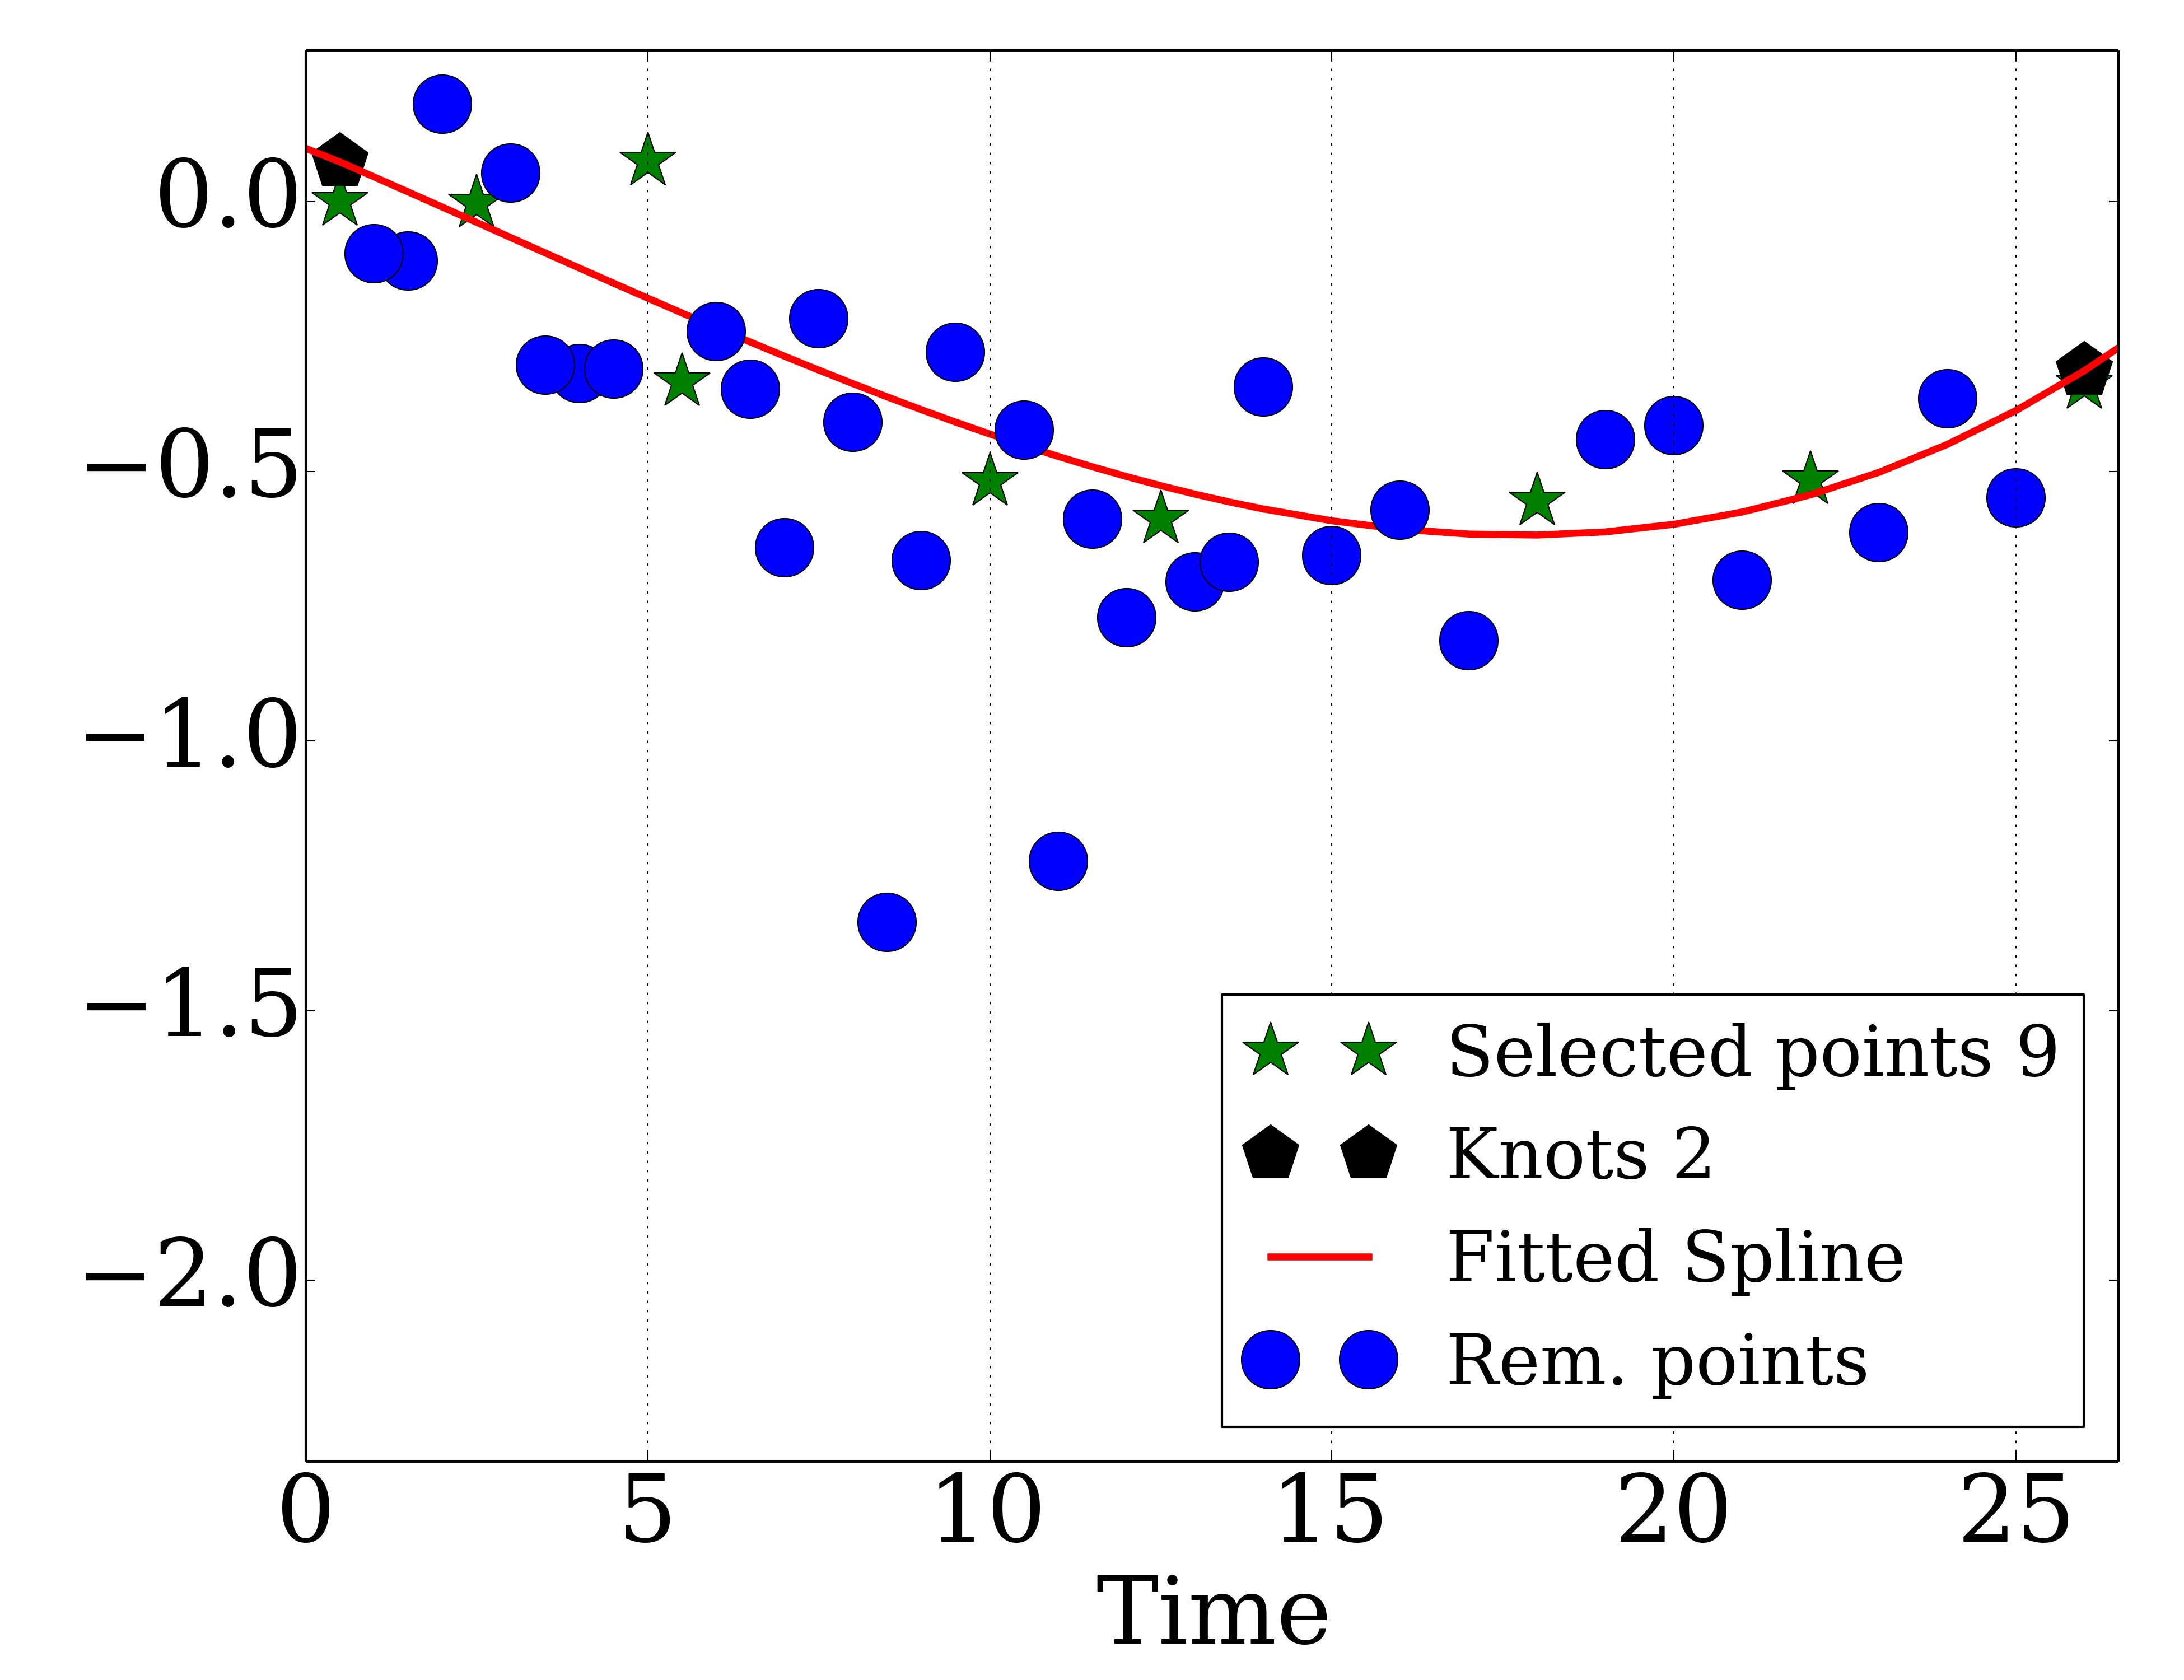 0.0
−0.5
−1.0
−1.5
−2.0
Selected points 9
Knots 2
Fitted Spline
Rem. points
0 5 10 15 20 25
Time